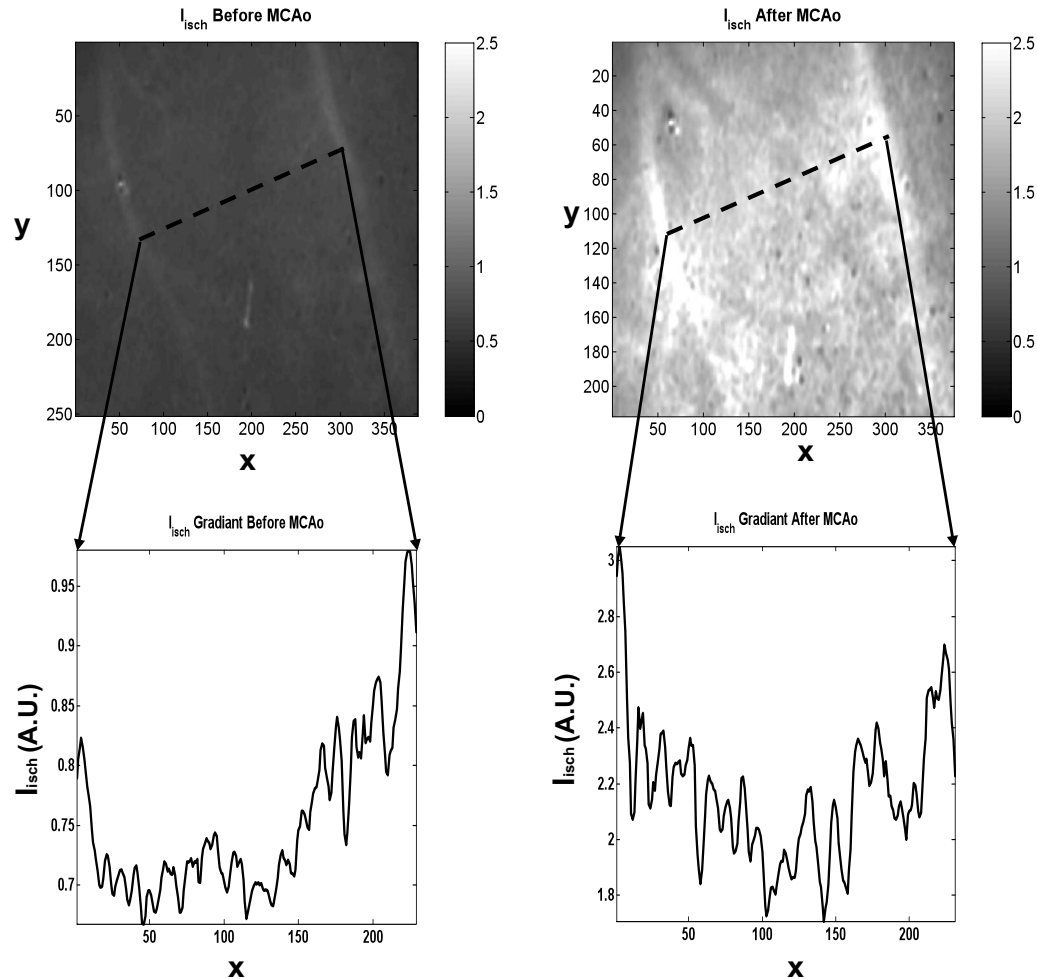 I_isch Before MCAo
50
100
150
200
250
y
50 100 150 200 250 300 350
x
2.5
2
1.5
1
0.5
0
I_isch After MCAo
20
40
60
80
100
120
140
160
180
200
y
50 100 150 200 250 300 350
x
2.5
2
1.5
1
0.5
0
I_isch Gradiant Before MCAo
0.95
0.9
0.85
0.8
0.75
0.7
I_isch (A.U.)
50 100 150 200
x
I_isch Gradiant After MCAo
3
2.8
2.6
2.4
2.2
2
1.8
I_isch (A.U.)
50 100 150 200
x